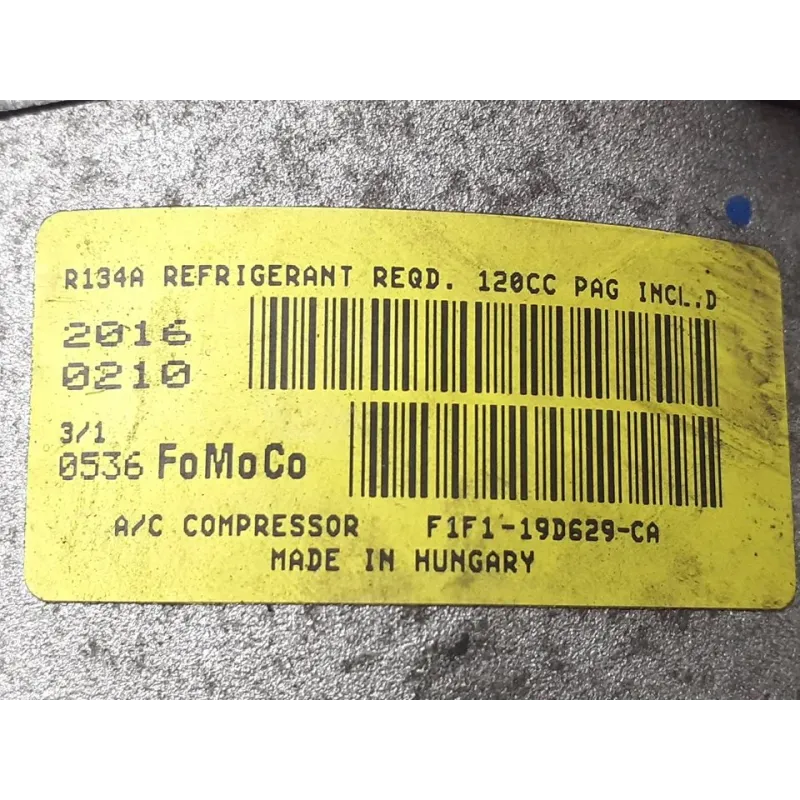 R134A REFRIGERANT REQD. 120CC PAG INCL.D
2016
0210
3/1
0536 FoMoCo
A/C COMPRESSOR F1F1-19D629-CA
MADE IN HUNGARY